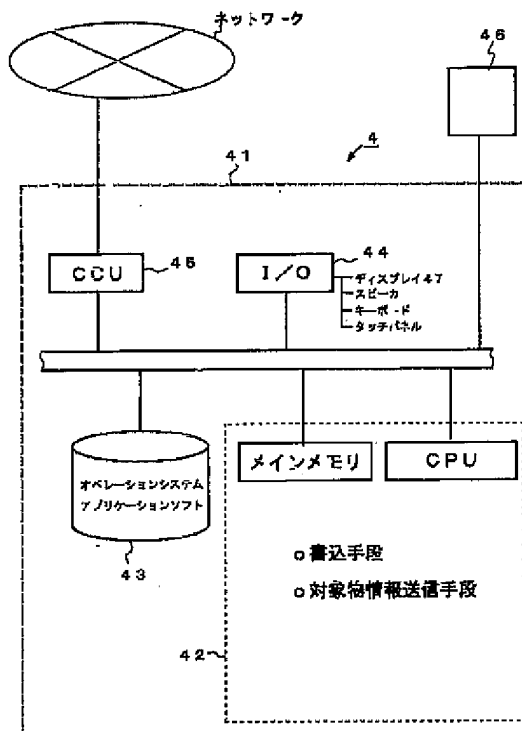 ネットワーク
46
4
41
CCU
45
I/O
44
ディスプレイ47
スピーカ
キーボード
タッチパネル
オペレーションシステム
アプリケーションソフト
43
メインメモリ
CPU
○書込手段
○対象物情報送信手段
42